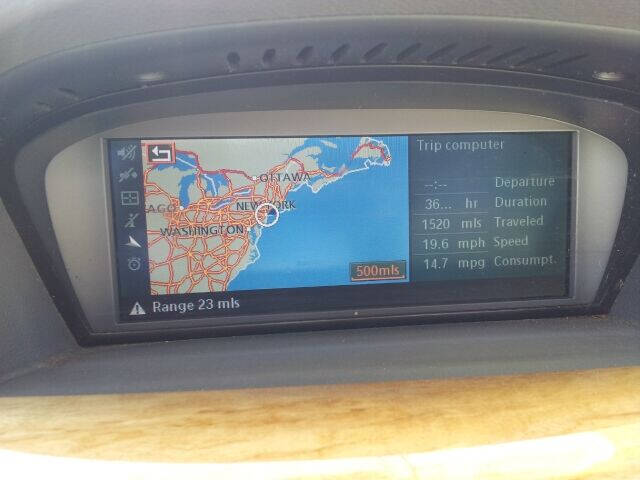 Trip computer
OTTAWA
--:-- Departure
AGO NEW YORK
36... hr Duration
1520 mls Traveled
WASHINGTON
19.6 mph Speed
500mls
14.7 mpg Consumpt.
Range 23 mls